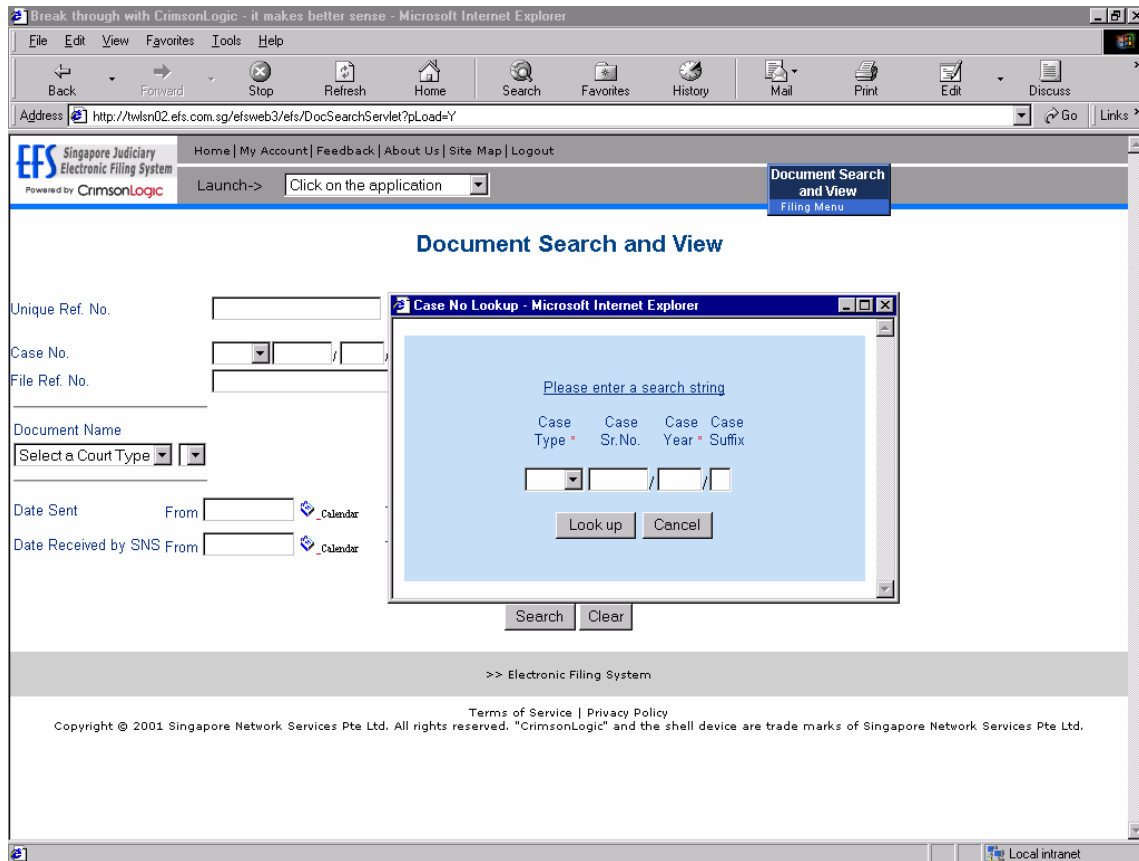 Break through with CrimsonLogic - it makes better sense - Microsoft Internet Explorer
File Edit View Favorites Tools Help
Back Forward Stop Refresh Home Search Favorites History Mail Print Edit Discuss
Address http://twlsn02.efs.com.sg/efsweb3/efs/DocSearchServlet?pLoad=Y Go Links
EFS Singapore Judiciary
Electronic Filing System
Powered by CrimsonLogic
Home | My Account | Feedback | About Us | Site Map | Logout
Launch-> Click on the application
Document Search
and View
Filing Menu
Document Search and View
Unique Ref. No.
Case No. / /
File Ref. No.
Document Name
Select a Court Type
Date Sent From _Calendar
Date Received by SNS From _Calendar
Case No Lookup - Microsoft Internet Explorer
Please enter a search string
Case Case Case Case
Type * Sr.No. Year * Suffix
/ /
Look up Cancel
Search Clear
>> Electronic Filing System
Terms of Service | Privacy Policy
Copyright © 2001 Singapore Network Services Pte Ltd. All rights reserved. "CrimsonLogic" and the shell device are trade marks of Singapore Network Services Pte Ltd.
Local intranet